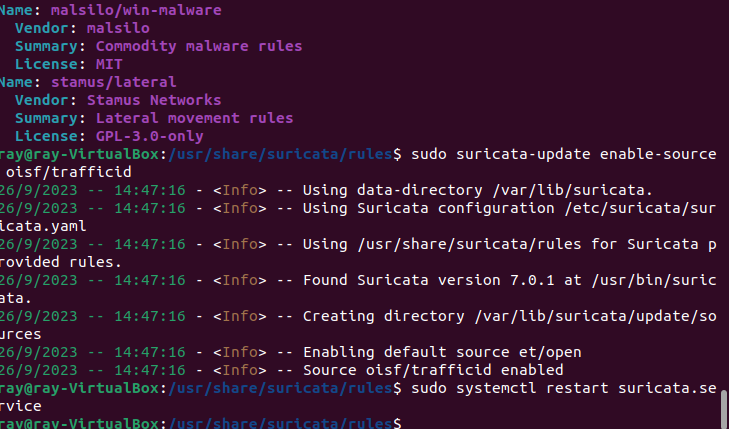 Name: malsilo/win-malware
  Vendor: malsilo
  Summary: Commodity malware rules
  License: MIT
Name: stamus/lateral
  Vendor: Stamus Networks
  Summary: Lateral movement rules
  License: GPL-3.0-only
ray@ray-VirtualBox:/usr/share/suricata/rules$ sudo suricata-update enable-source
 oisf/trafficid
26/9/2023 -- 14:47:16 - <Info> -- Using data-directory /var/lib/suricata.
26/9/2023 -- 14:47:16 - <Info> -- Using Suricata configuration /etc/suricata/sur
icata.yaml
26/9/2023 -- 14:47:16 - <Info> -- Using /usr/share/suricata/rules for Suricata p
rovided rules.
26/9/2023 -- 14:47:16 - <Info> -- Found Suricata version 7.0.1 at /usr/bin/suric
ata.
26/9/2023 -- 14:47:16 - <Info> -- Creating directory /var/lib/suricata/update/so
urces
26/9/2023 -- 14:47:16 - <Info> -- Enabling default source et/open
26/9/2023 -- 14:47:16 - <Info> -- Source oisf/trafficid enabled
ray@ray-VirtualBox:/usr/share/suricata/rules$ sudo systemctl restart suricata.se
rvice
ray@ray-VirtualBox:/usr/share/suricata/rules$